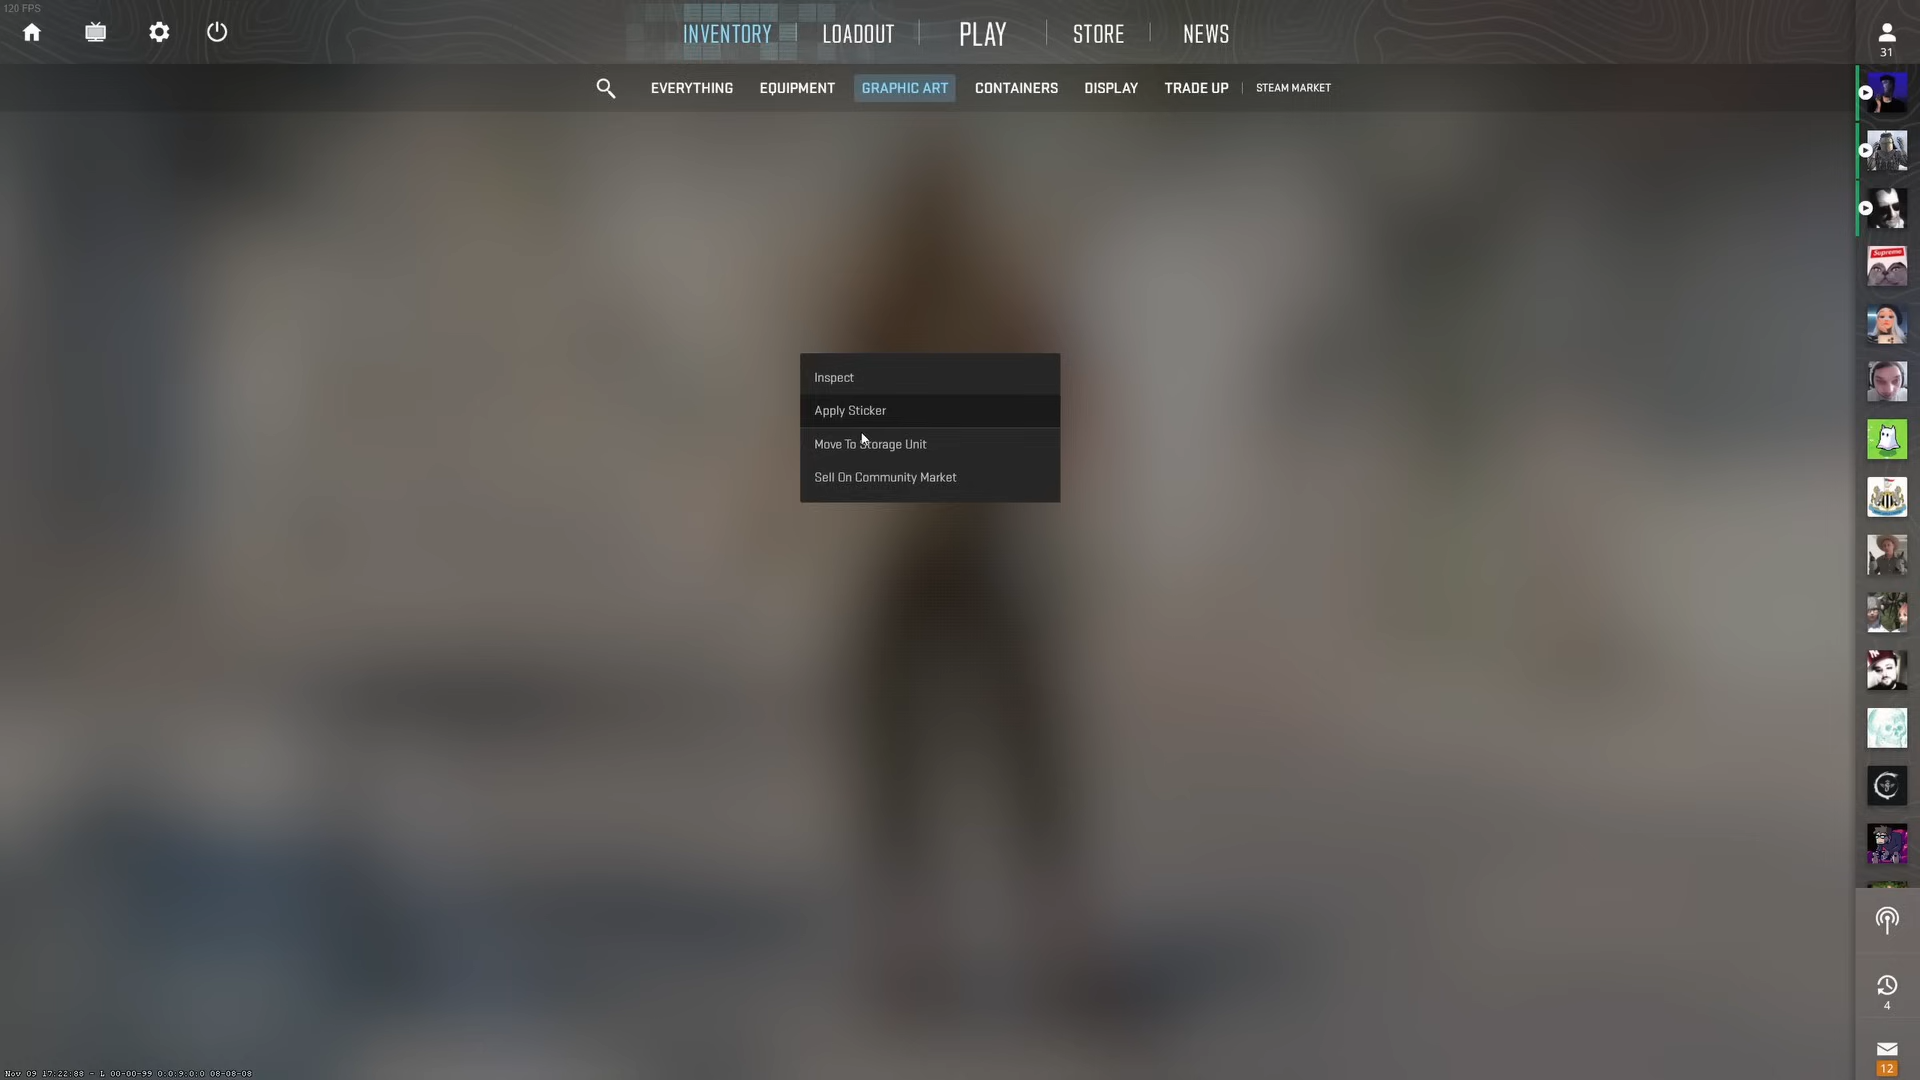 120 FPS
INVENTORY LOADOUT PLAY STORE NEWS
31
EVERYTHING EQUIPMENT GRAPHIC ART CONTAINERS DISPLAY TRADE UP STEAM MARKET
Supreme
Inspect
Apply Sticker
Move To Storage Unit
Sell On Community Market
4
12